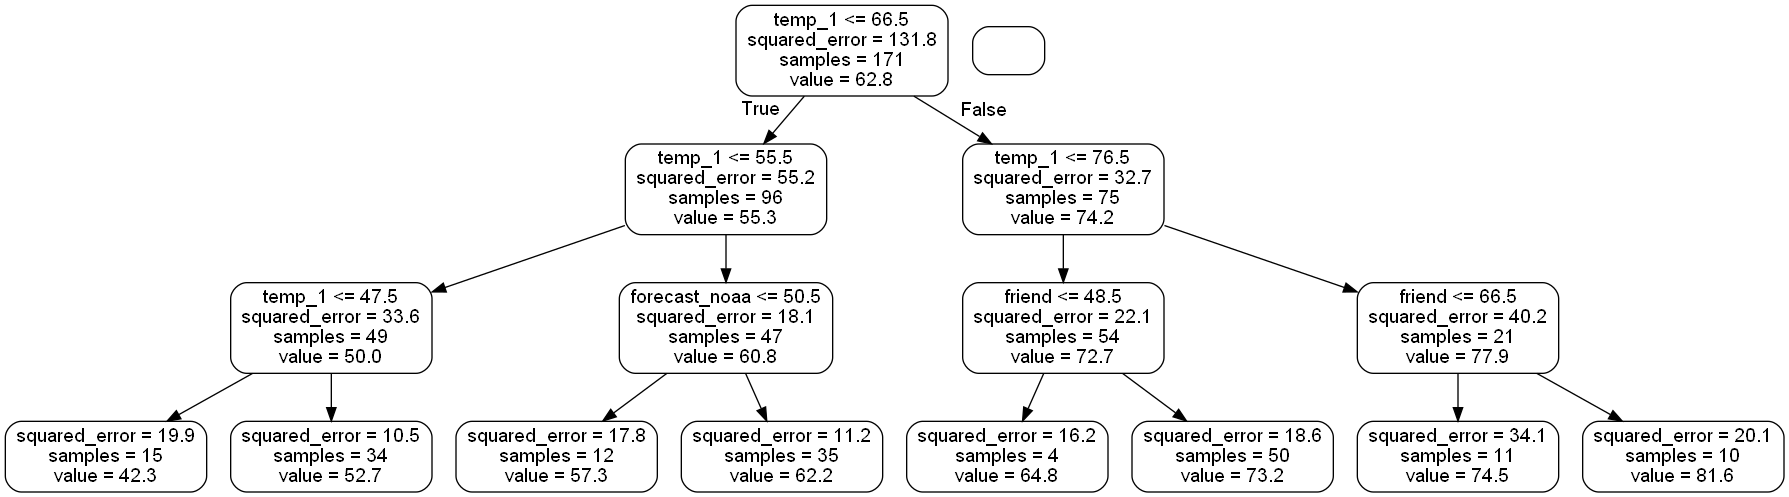 temp_1 <= 66.5
squared_error = 131.8
samples = 171
value = 62.8
True
False
temp_1 <= 55.5
squared_error = 55.2
samples = 96
value = 55.3
temp_1 <= 76.5
squared_error = 32.7
samples = 75
value = 74.2
temp_1 <= 47.5
squared_error = 33.6
samples = 49
value = 50.0
forecast_noaa <= 50.5
squared_error = 18.1
samples = 47
value = 60.8
friend <= 48.5
squared_error = 22.1
samples = 54
value = 72.7
friend <= 66.5
squared_error = 40.2
samples = 21
value = 77.9
squared_error = 19.9
samples = 15
value = 42.3
squared_error = 10.5
samples = 34
value = 52.7
squared_error = 17.8
samples = 12
value = 57.3
squared_error = 11.2
samples = 35
value = 62.2
squared_error = 16.2
samples = 4
value = 64.8
squared_error = 18.6
samples = 50
value = 73.2
squared_error = 34.1
samples = 11
value = 74.5
squared_error = 20.1
samples = 10
value = 81.6